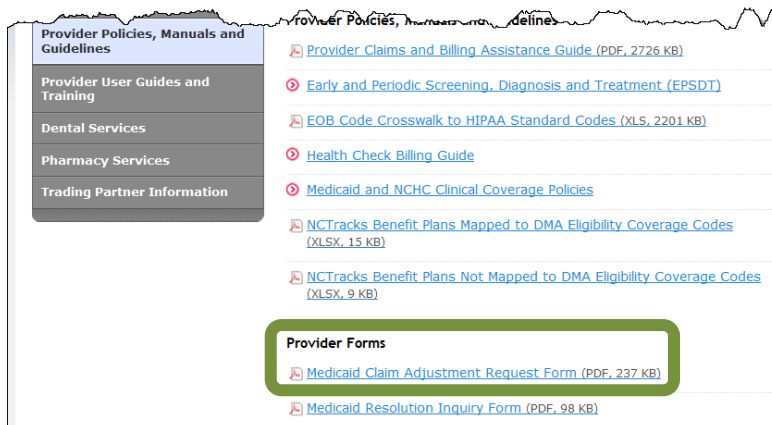 Provider Policies, Manuals and
Guidelines
Provider User Guides and
Training
Dental Services
Pharmacy Services
Trading Partner Information
Provider Policies, Guidelines
Provider Claims and Billing Assistance Guide (PDF, 2726 KB)
Early and Periodic Screening, Diagnosis and Treatment (EPSDT)
EOB Code Crosswalk to HIPAA Standard Codes (XLS, 2201 KB)
Health Check Billing Guide
Medicaid and NCHC Clinical Coverage Policies
NCTracks Benefit Plans Mapped to DMA Eligibility Coverage Codes
(XLSX, 15 KB)
NCTracks Benefit Plans Not Mapped to DMA Eligibility Coverage Codes
(XLSX, 9 KB)
Provider Forms
Medicaid Claim Adjustment Request Form (PDF, 237 KB)
Medicaid Resolution Inquiry Form (PDF, 98 KB)